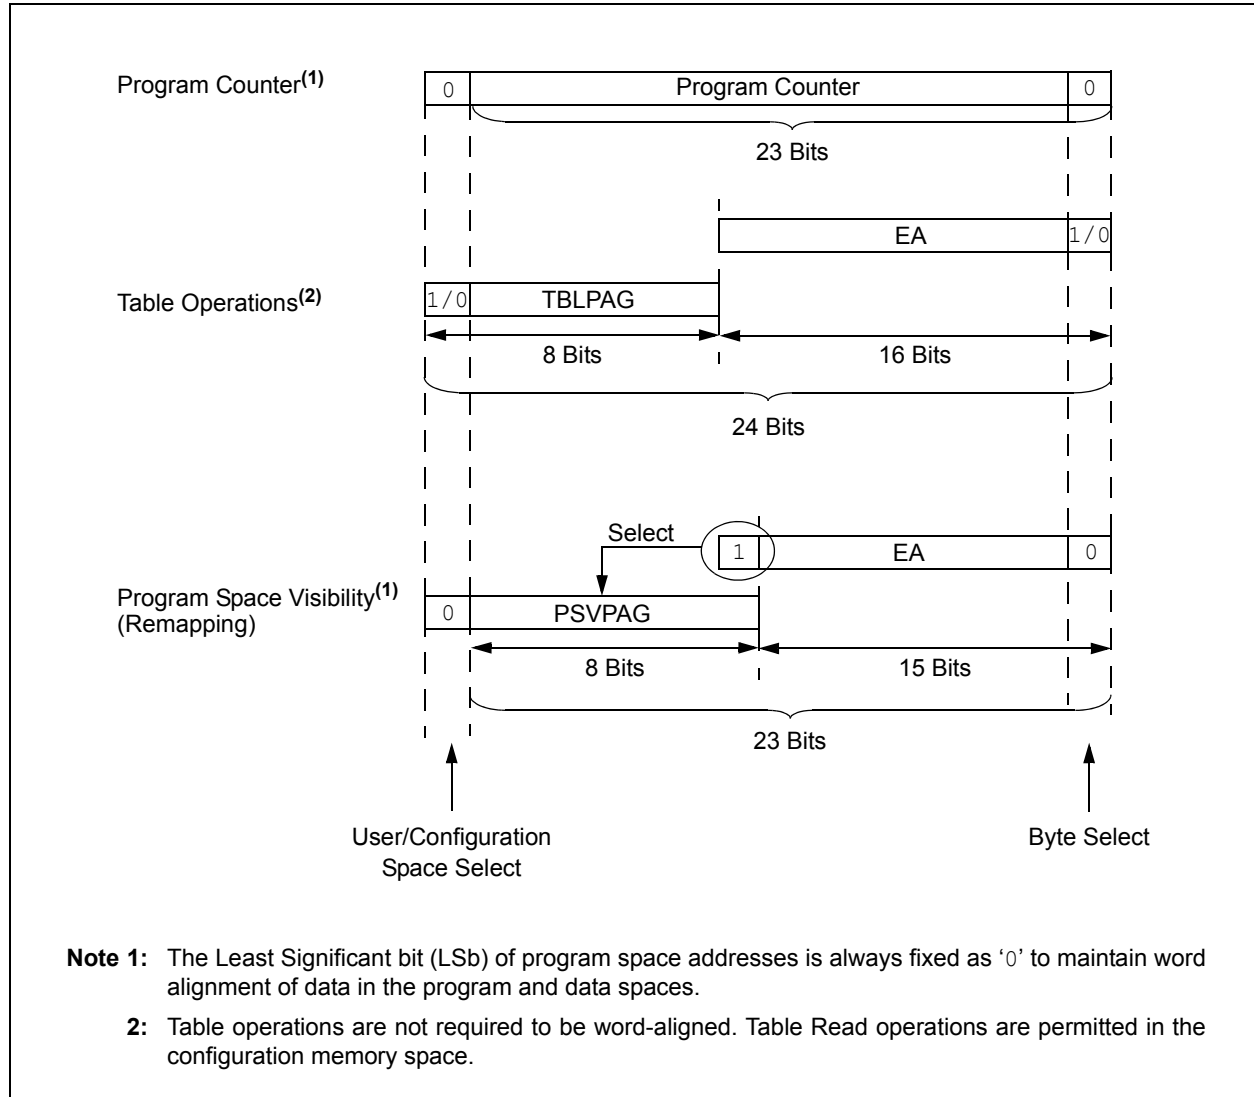 Program Counter(1)
0
Program Counter
0
23 Bits
EA
1/0
Table Operations(2)
1/0
TBLPAG
8 Bits
16 Bits
24 Bits
Select
1
EA
0
Program Space Visibility(1)
(Remapping)
0
PSVPAG
8 Bits
15 Bits
23 Bits
User/Configuration
Space Select
Byte Select
Note 1: The Least Significant bit (LSb) of program space addresses is always fixed as ‘0’ to maintain word
alignment of data in the program and data spaces.
2: Table operations are not required to be word-aligned. Table Read operations are permitted in the
configuration memory space.